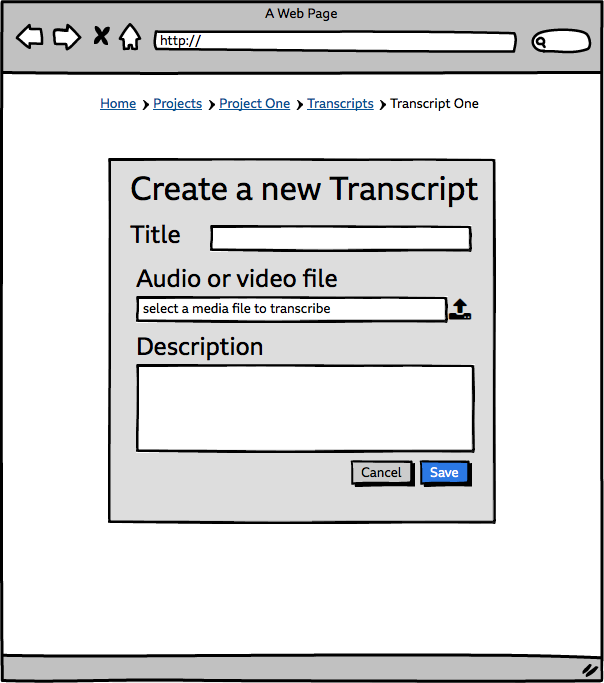 A Web Page
http://
Home Projects Project One Transcripts Transcript One
Create a new Transcript
Title
Audio or video file
select a media file to transcribe
Description
Cancel Save